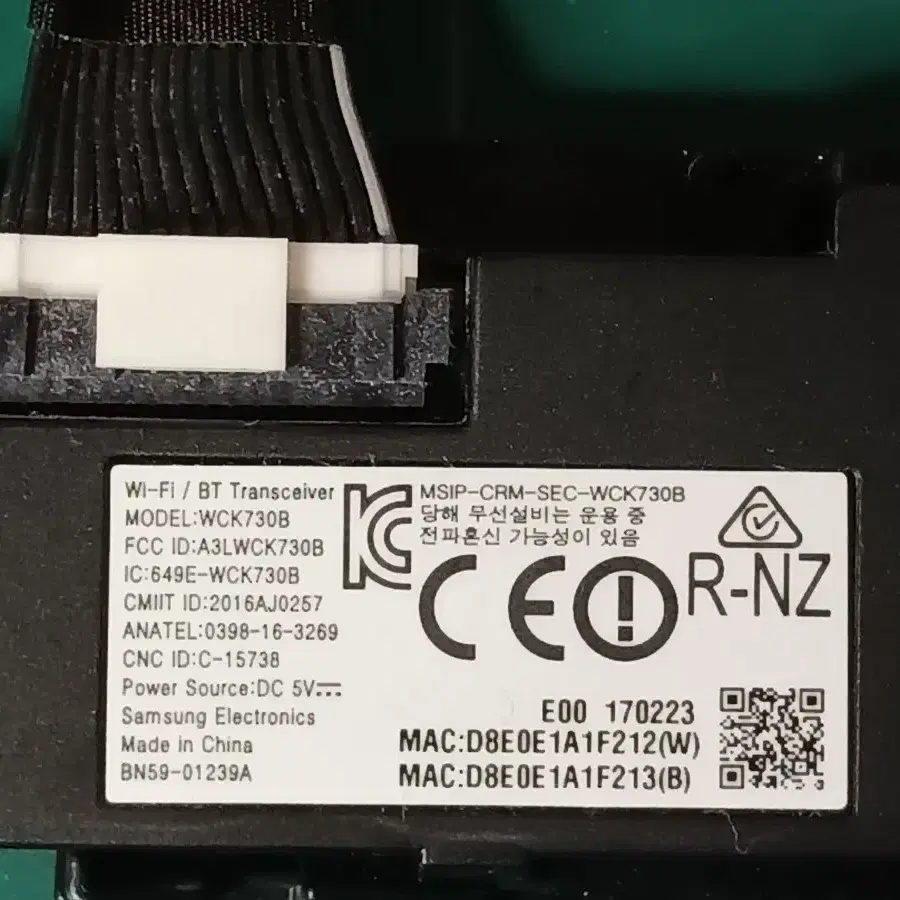 Wi-Fi / BT Transceiver
MODEL:WCK730B
FCC ID:A3LWCK730B
IC:649E-WCK730B
CMIIT ID:2016AJ0257
ANATEL:0398-16-3269
CNC ID:C-15738
Power Source:DC 5V⎓
Samsung Electronics
Made in China
BN59-01239A
MSIP-CRM-SEC-WCK730B
당해 무선설비는 운용 중
전파혼신 가능성이 있음
KC
CE
R-NZ
E00 170223
MAC:D8E0E1A1F212(W)
MAC:D8E0E1A1F213(B)